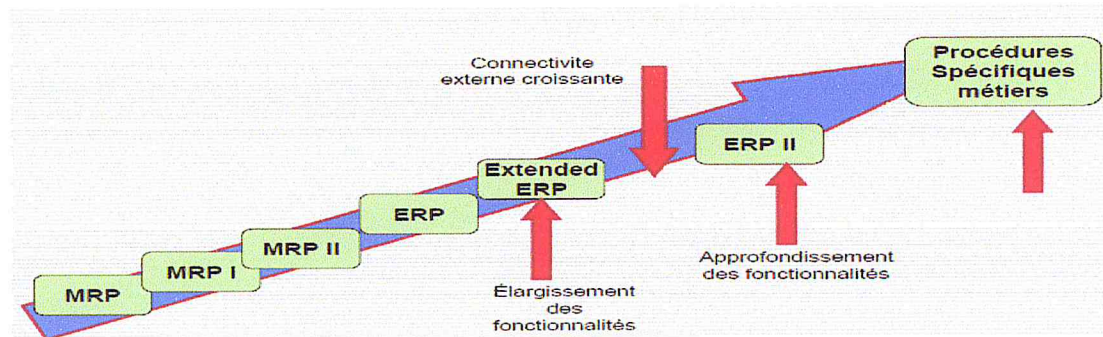 Procédures
Spécifiques
métiers
Connectivite
externe croissante
ERP II
Extended
ERP
ERP
MRP II
MRP I
MRP
Approfondissement
des fonctionnalités
Élargissement
des
fonctionnalités